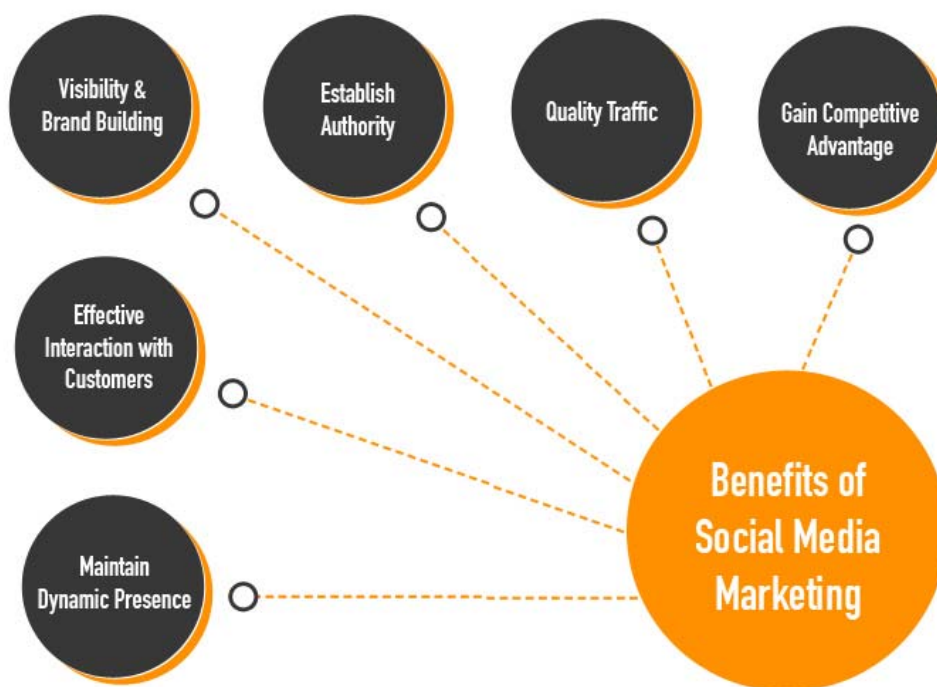 Visibility &
Brand Building
Establish
Authority
Quality Traffic
Gain Competitive
Advantage
Effective
Interaction with
Customers
Maintain
Dynamic Presence
Benefits of
Social Media
Marketing